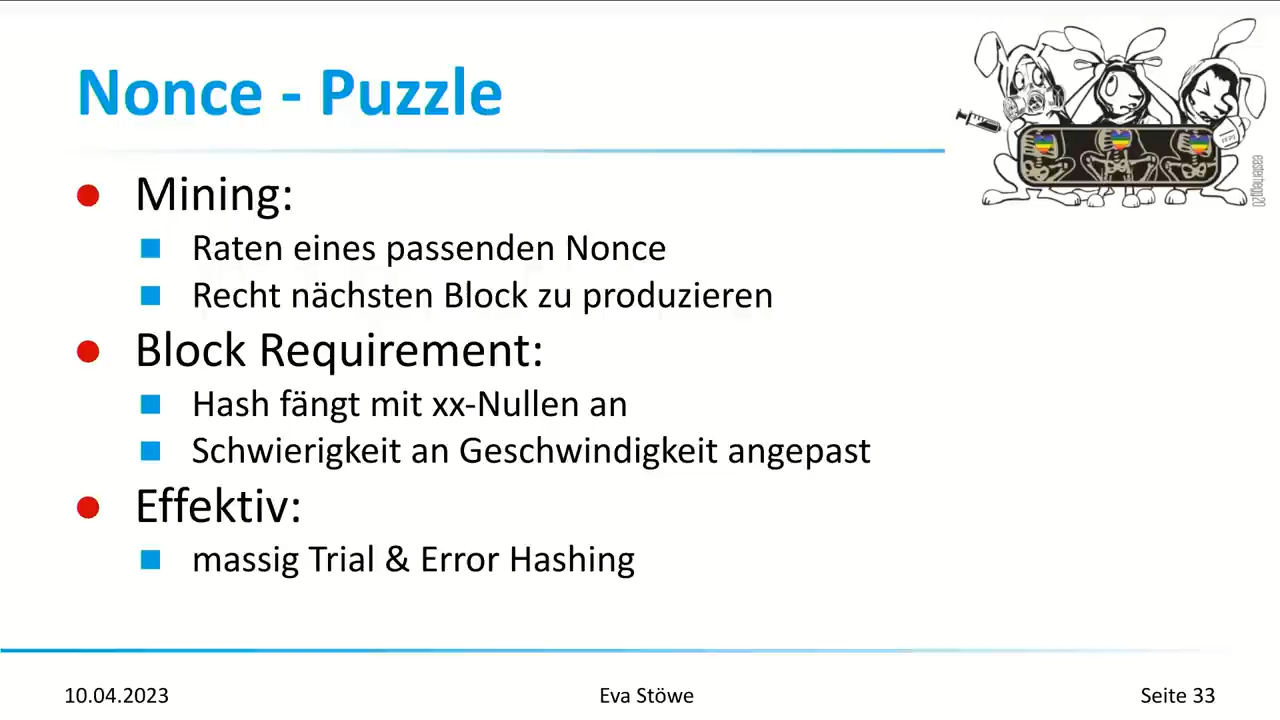 Nonce - Puzzle
Mining:
Raten eines passenden Nonce
Recht nächsten Block zu produzieren
Block Requirement:
Hash fängt mit xx-Nullen an
Schwierigkeit an Geschwindigkeit angepast
Effektiv:
massig Trial & Error Hashing
easterhegg20
10.04.2023
Eva Stöwe
Seite 33